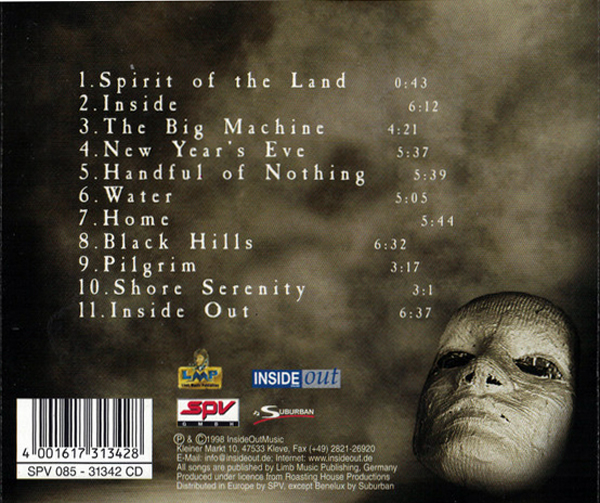 1.Spirit of the Land 0:43
2.Inside 6:12
3.The Big Machine 4:21
4.New Year's Eve 5:37
5.Handful of Nothing 5:39
6.Water 5:05
7.Home 5:44
8.Black Hills 6:32
9.Pilgrim 3:17
10.Shore Serenity 3:1
11.Inside Out 6:37
LMP
INSIDE out
SPV
GMBH
SUBURBAN
Ⓟ & ©1998 InsideOutMusic
Kleiner Markt 10, 47533 Kleve, Fax (+49) 2821-26920
E-Mail: info@insideout.de; Internet: www.insideout.de
All songs are published by Limb Music Publishing, Germany
Produced under licence from Roasting House Productions
Distributed in Europe by SPV, except Benelux by Suburban
4 001617 313428
SPV 085 - 31342 CD